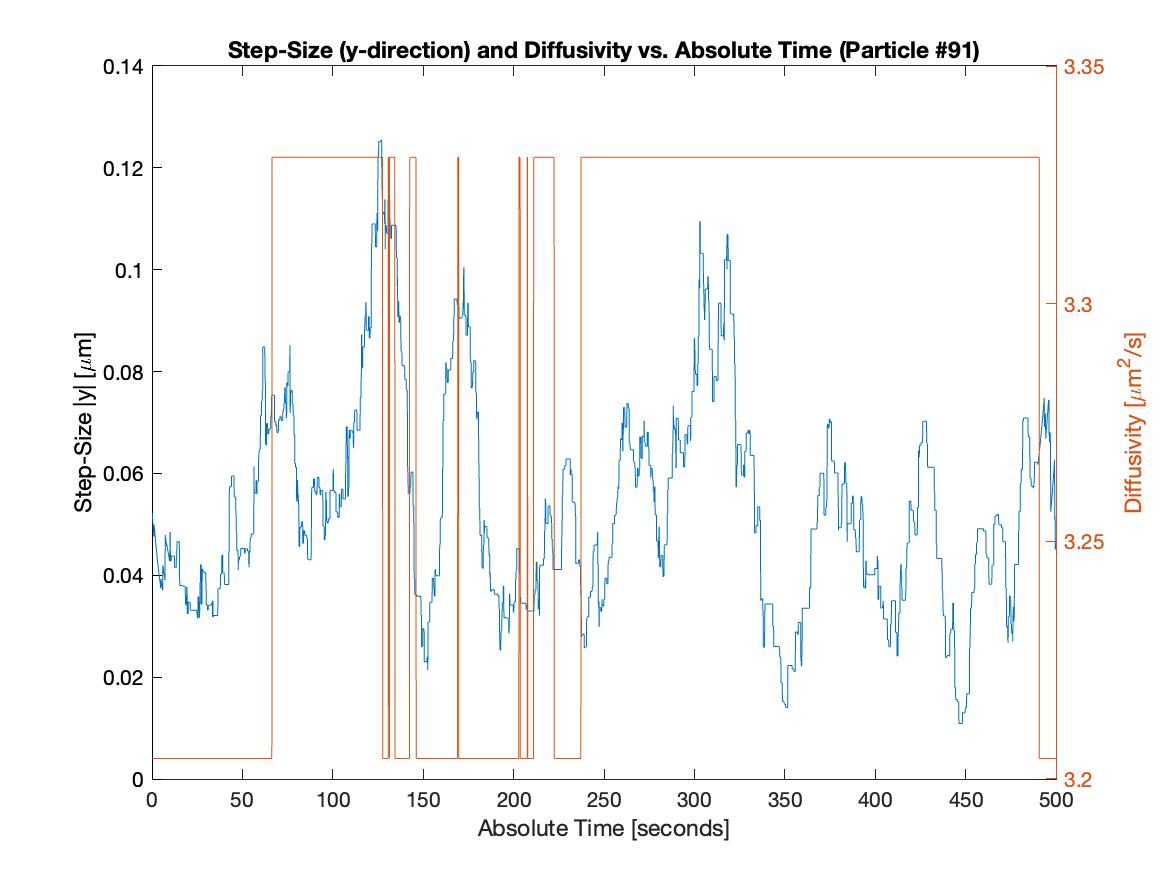 Step-Size (y-direction) and Diffusivity vs. Absolute Time (Particle #91)
0.14
0.12
0.1
0.08
0.06
0.04
0.02
0
Step-Size |y| [μm]
3.35
3.3
3.25
3.2
Diffusivity [μm²/s]
0 50 100 150 200 250 300 350 400 450 500
Absolute Time [seconds]